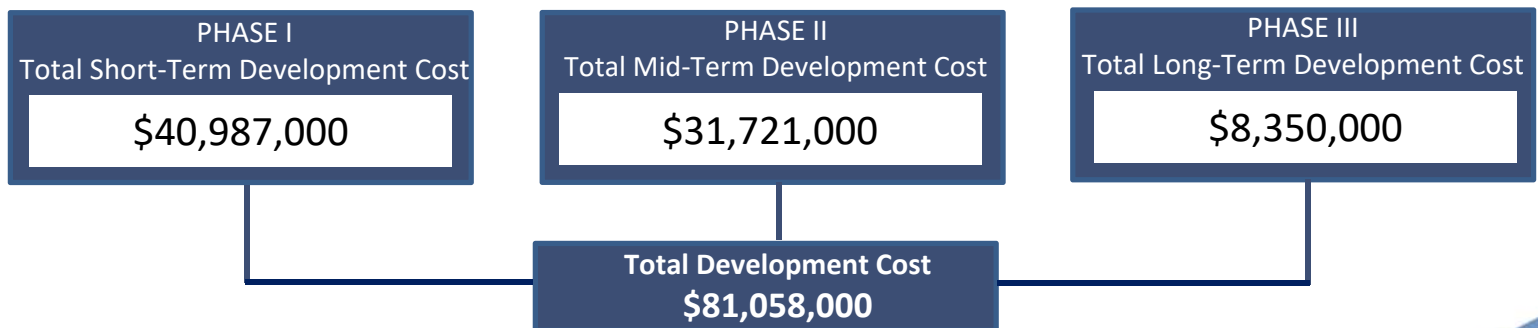 PHASE I
Total Short-Term Development Cost
$40,987,000
PHASE II
Total Mid-Term Development Cost
$31,721,000
PHASE III
Total Long-Term Development Cost
$8,350,000
Total Development Cost
$81,058,000